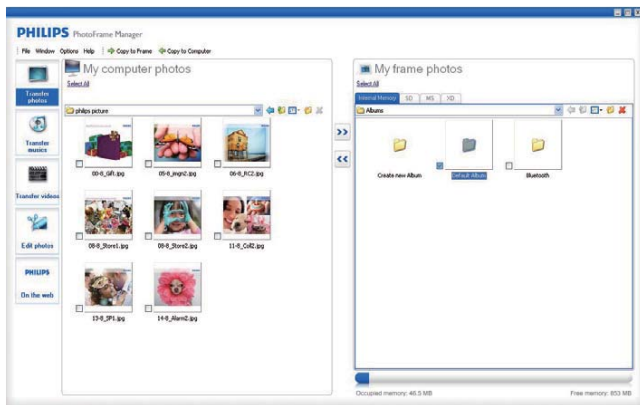 PHILIPS PhotoFrame Manager
File Window Options Help Copy to Frame Copy to Computer
Transfer photos
Transfer musics
Transfer videos
Edit photos
PHILIPS
On the web
My computer photos
Select All
philips picture
00-8_Gift.jpg 05-8_mgn2.jpg 06-8_RC2.jpg
08-8_Store1.jpg 08-8_Store2.jpg 11-8_Coll2.jpg
13-8_SP1.jpg 14-8_Alarm2.jpg
>>
<<
My frame photos
Select All
Internal Memory SD MS XD
Albums
Create new Album Default Album Bluetooth
Occupied memory: 46.5 MB Free memory: 853 MB